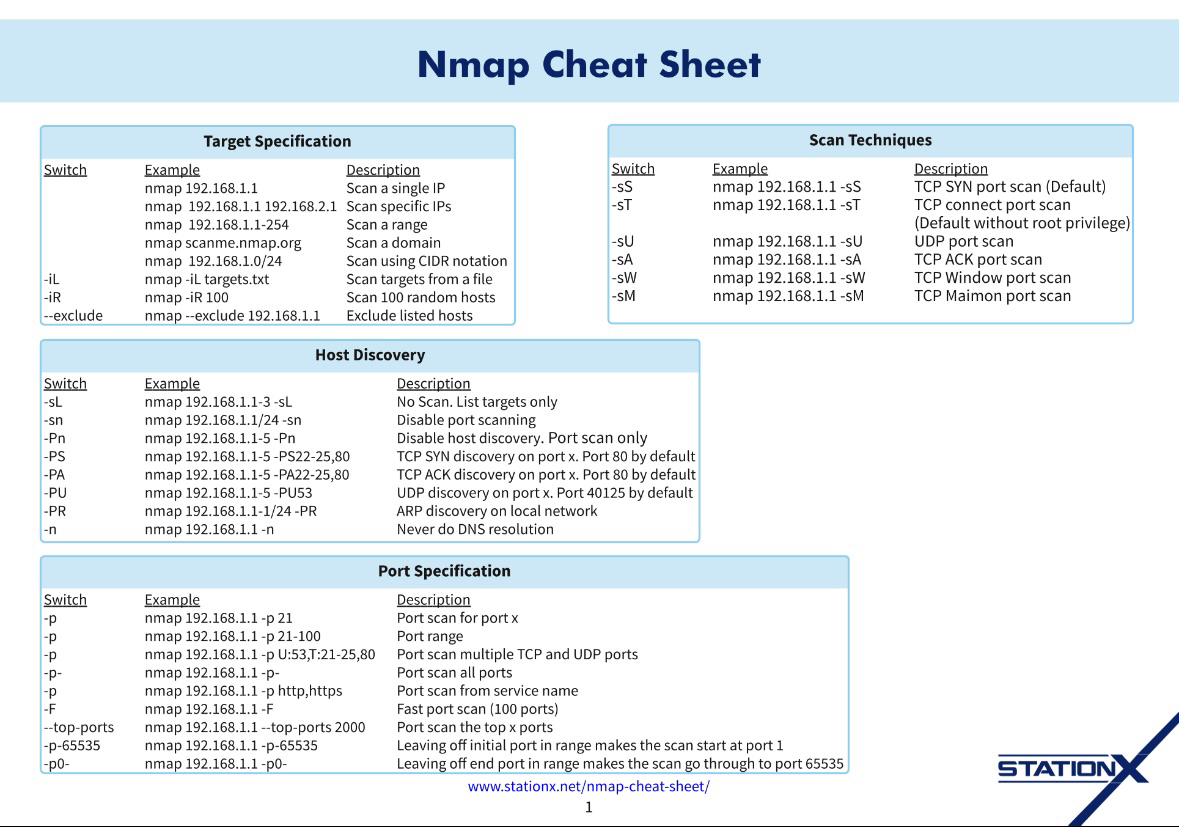 Nmap Cheat Sheet
Target Specification
Switch Example Description
nmap 192.168.1.1 Scan a single IP
nmap 192.168.1.1 192.168.2.1 Scan specific IPs
nmap 192.168.1.1-254 Scan a range
nmap scanme.nmap.org Scan a domain
nmap 192.168.1.0/24 Scan using CIDR notation
-iL nmap -iL targets.txt Scan targets from a file
-iR nmap -iR 100 Scan 100 random hosts
--exclude nmap --exclude 192.168.1.1 Exclude listed hosts
Scan Techniques
Switch Example Description
-sS nmap 192.168.1.1 -sS TCP SYN port scan (Default)
-sT nmap 192.168.1.1 -sT TCP connect port scan
(Default without root privilege)
-sU nmap 192.168.1.1 -sU UDP port scan
-sA nmap 192.168.1.1 -sA TCP ACK port scan
-sW nmap 192.168.1.1 -sW TCP Window port scan
-sM nmap 192.168.1.1 -sM TCP Maimon port scan
Host Discovery
Switch Example Description
-sL nmap 192.168.1.1-3 -sL No Scan. List targets only
-sn nmap 192.168.1.1/24 -sn Disable port scanning
-Pn nmap 192.168.1.1-5 -Pn Disable host discovery. Port scan only
-PS nmap 192.168.1.1-5 -PS22-25,80 TCP SYN discovery on port x. Port 80 by default
-PA nmap 192.168.1.1-5 -PA22-25,80 TCP ACK discovery on port x. Port 80 by default
-PU nmap 192.168.1.1-5 -PU53 UDP discovery on port x. Port 40125 by default
-PR nmap 192.168.1.1-1/24 -PR ARP discovery on local network
-n nmap 192.168.1.1 -n Never do DNS resolution
Port Specification
Switch Example Description
-p nmap 192.168.1.1 -p 21 Port scan for port x
-p nmap 192.168.1.1 -p 21-100 Port range
-p nmap 192.168.1.1 -p U:53,T:21-25,80 Port scan multiple TCP and UDP ports
-p- nmap 192.168.1.1 -p- Port scan all ports
-p nmap 192.168.1.1 -p http,https Port scan from service name
-F nmap 192.168.1.1 -F Fast port scan (100 ports)
--top-ports nmap 192.168.1.1 --top-ports 2000 Port scan the top x ports
-p-65535 nmap 192.168.1.1 -p-65535 Leaving off initial port in range makes the scan start at port 1
-p0- nmap 192.168.1.1 -p0- Leaving off end port in range makes the scan go through to port 65535
STATIONX
www.stationx.net/nmap-cheat-sheet/
1